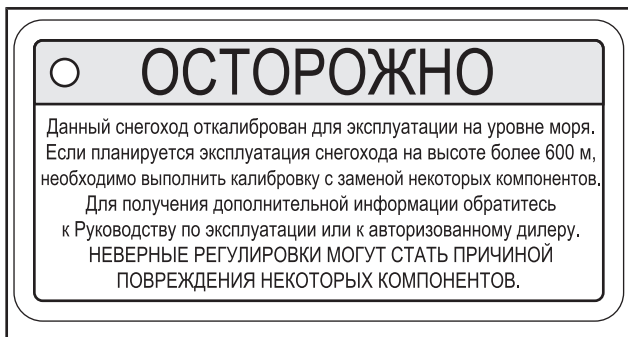 ОСТОРОЖНО
Данный снегоход откалиброван для эксплуатации на уровне моря.
Если планируется эксплуатация снегохода на высоте более 600 м,
необходимо выполнить калибровку с заменой некоторых компонентов.
Для получения дополнительной информации обратитесь
к Руководству по эксплуатации или к авторизованному дилеру.
НЕВЕРНЫЕ РЕГУЛИРОВКИ МОГУТ СТАТЬ ПРИЧИНОЙ
ПОВРЕЖДЕНИЯ НЕКОТОРЫХ КОМПОНЕНТОВ.